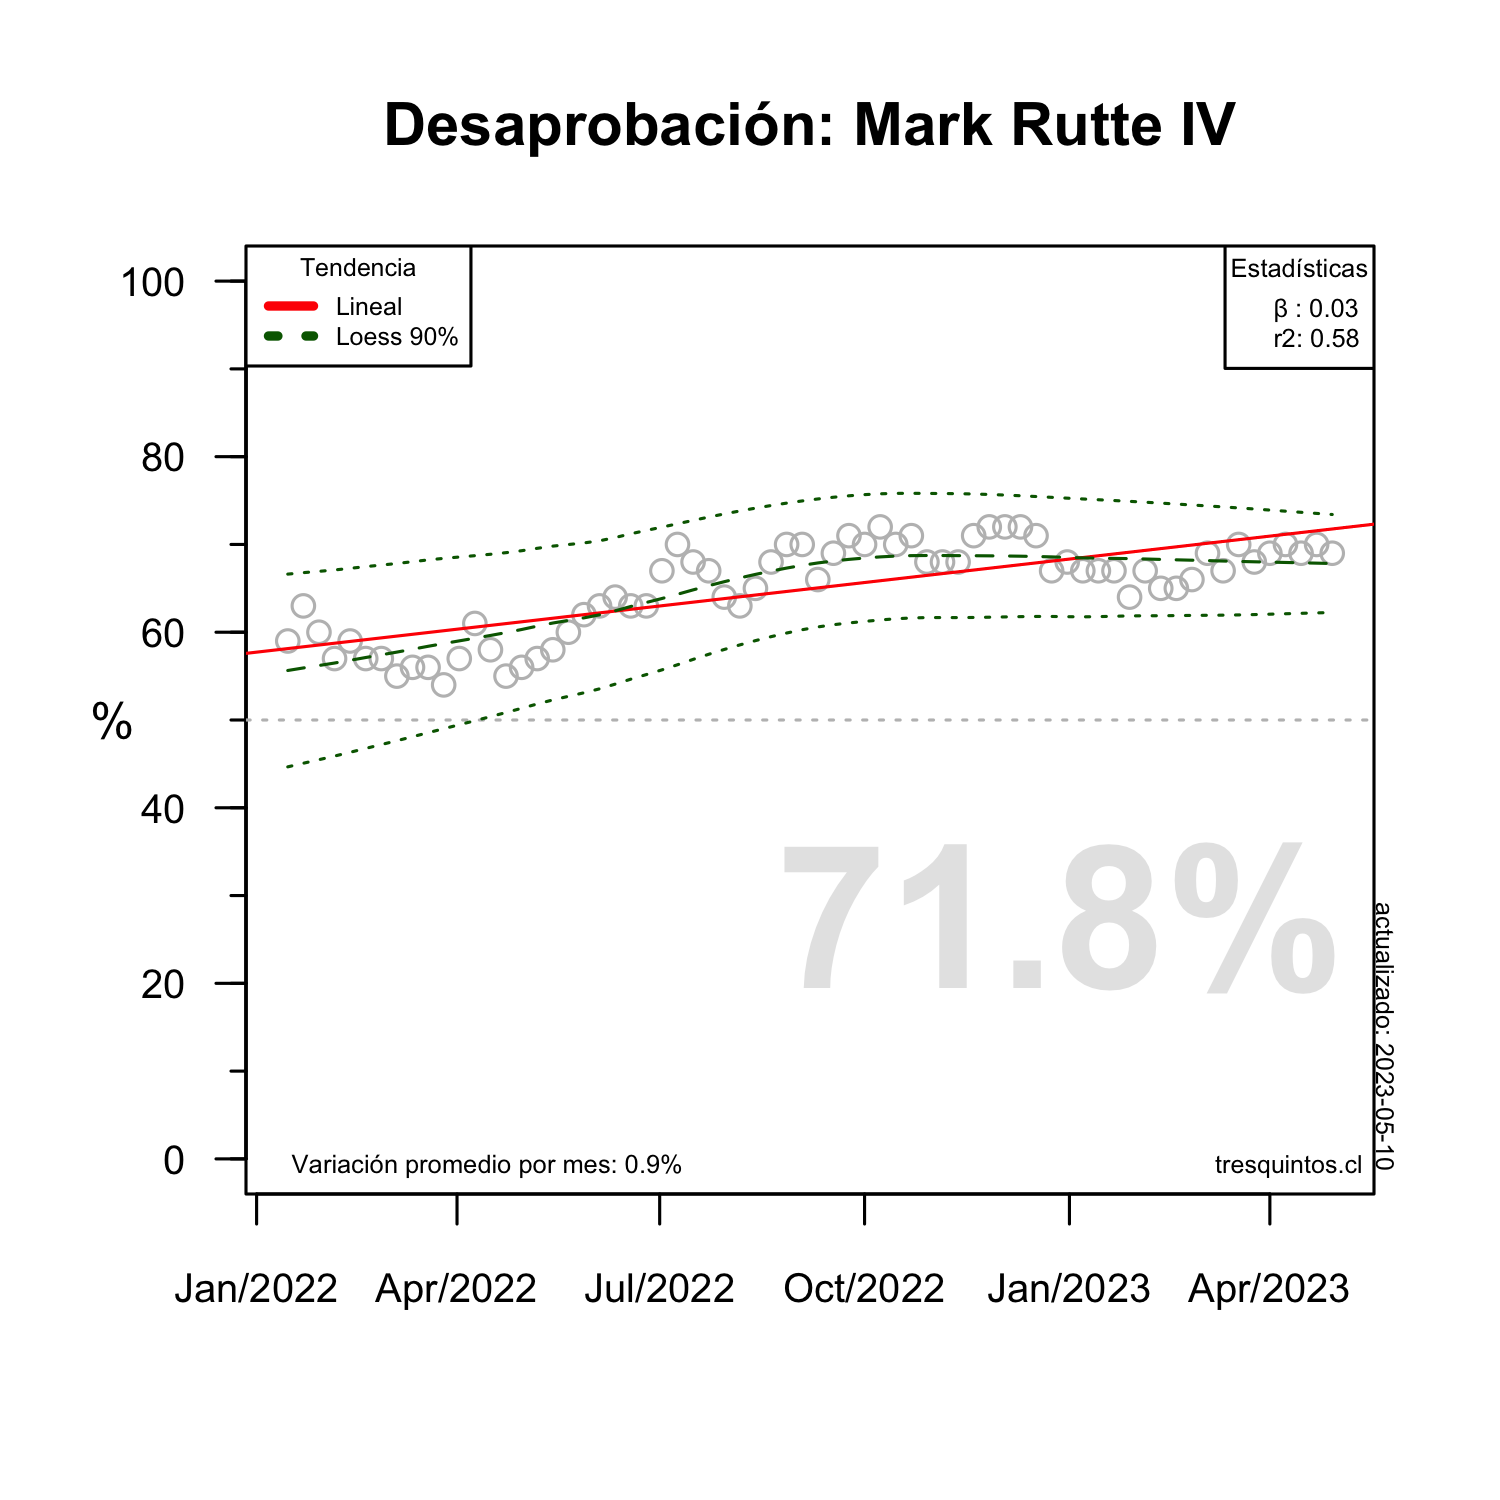 Desaprobación: Mark Rutte IV
Tendencia
Lineal
Loess 90%
Estadísticas
β : 0.03
r2: 0.58
100
80
60
%
40
20
0
71.8%
actualizado: 2023-05-10
Variación promedio por mes: 0.9%
tresquintos.cl
Jan/2022
Apr/2022
Jul/2022
Oct/2022
Jan/2023
Apr/2023